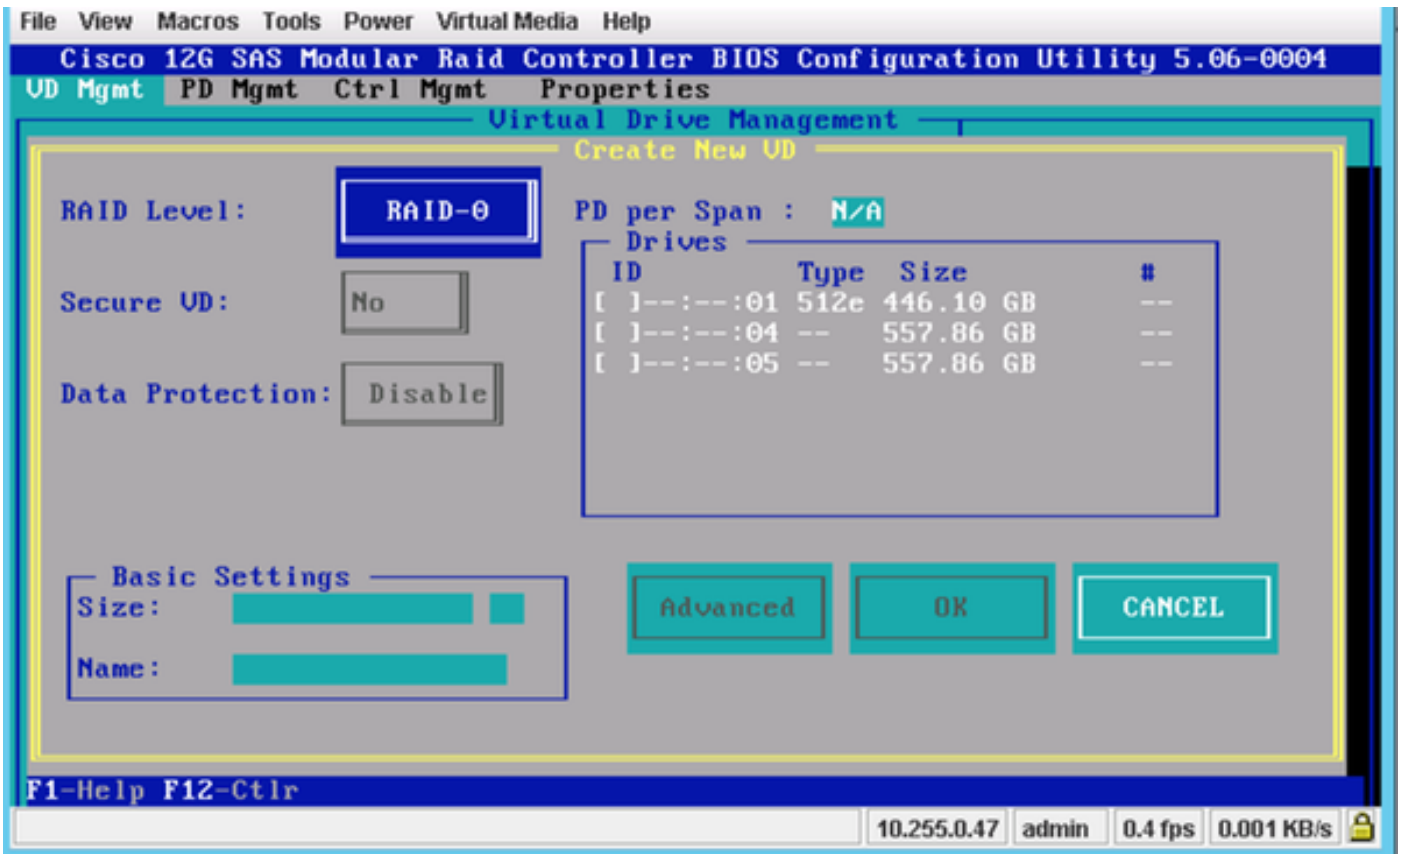 File View Macros Tools Power Virtual Media Help
Cisco 12G SAS Modular Raid Controller BIOS Configuration Utility 5.06-0004
VD Mgmt PD Mgmt Ctrl Mgmt Properties
Virtual Drive Management
Create New VD
RAID Level: RAID-0 PD per Span : N/A
Drives
ID Type Size #
Secure VD: No
[ ]--:--:01 512e 446.10 GB --
[ ]--:--:04 -- 557.86 GB --
[ ]--:--:05 -- 557.86 GB --
Data Protection: Disable
Basic Settings
Size:
Name:
Advanced OK CANCEL
F1-Help F12-Ctlr
10.255.0.47 admin 0.4 fps 0.001 KB/s